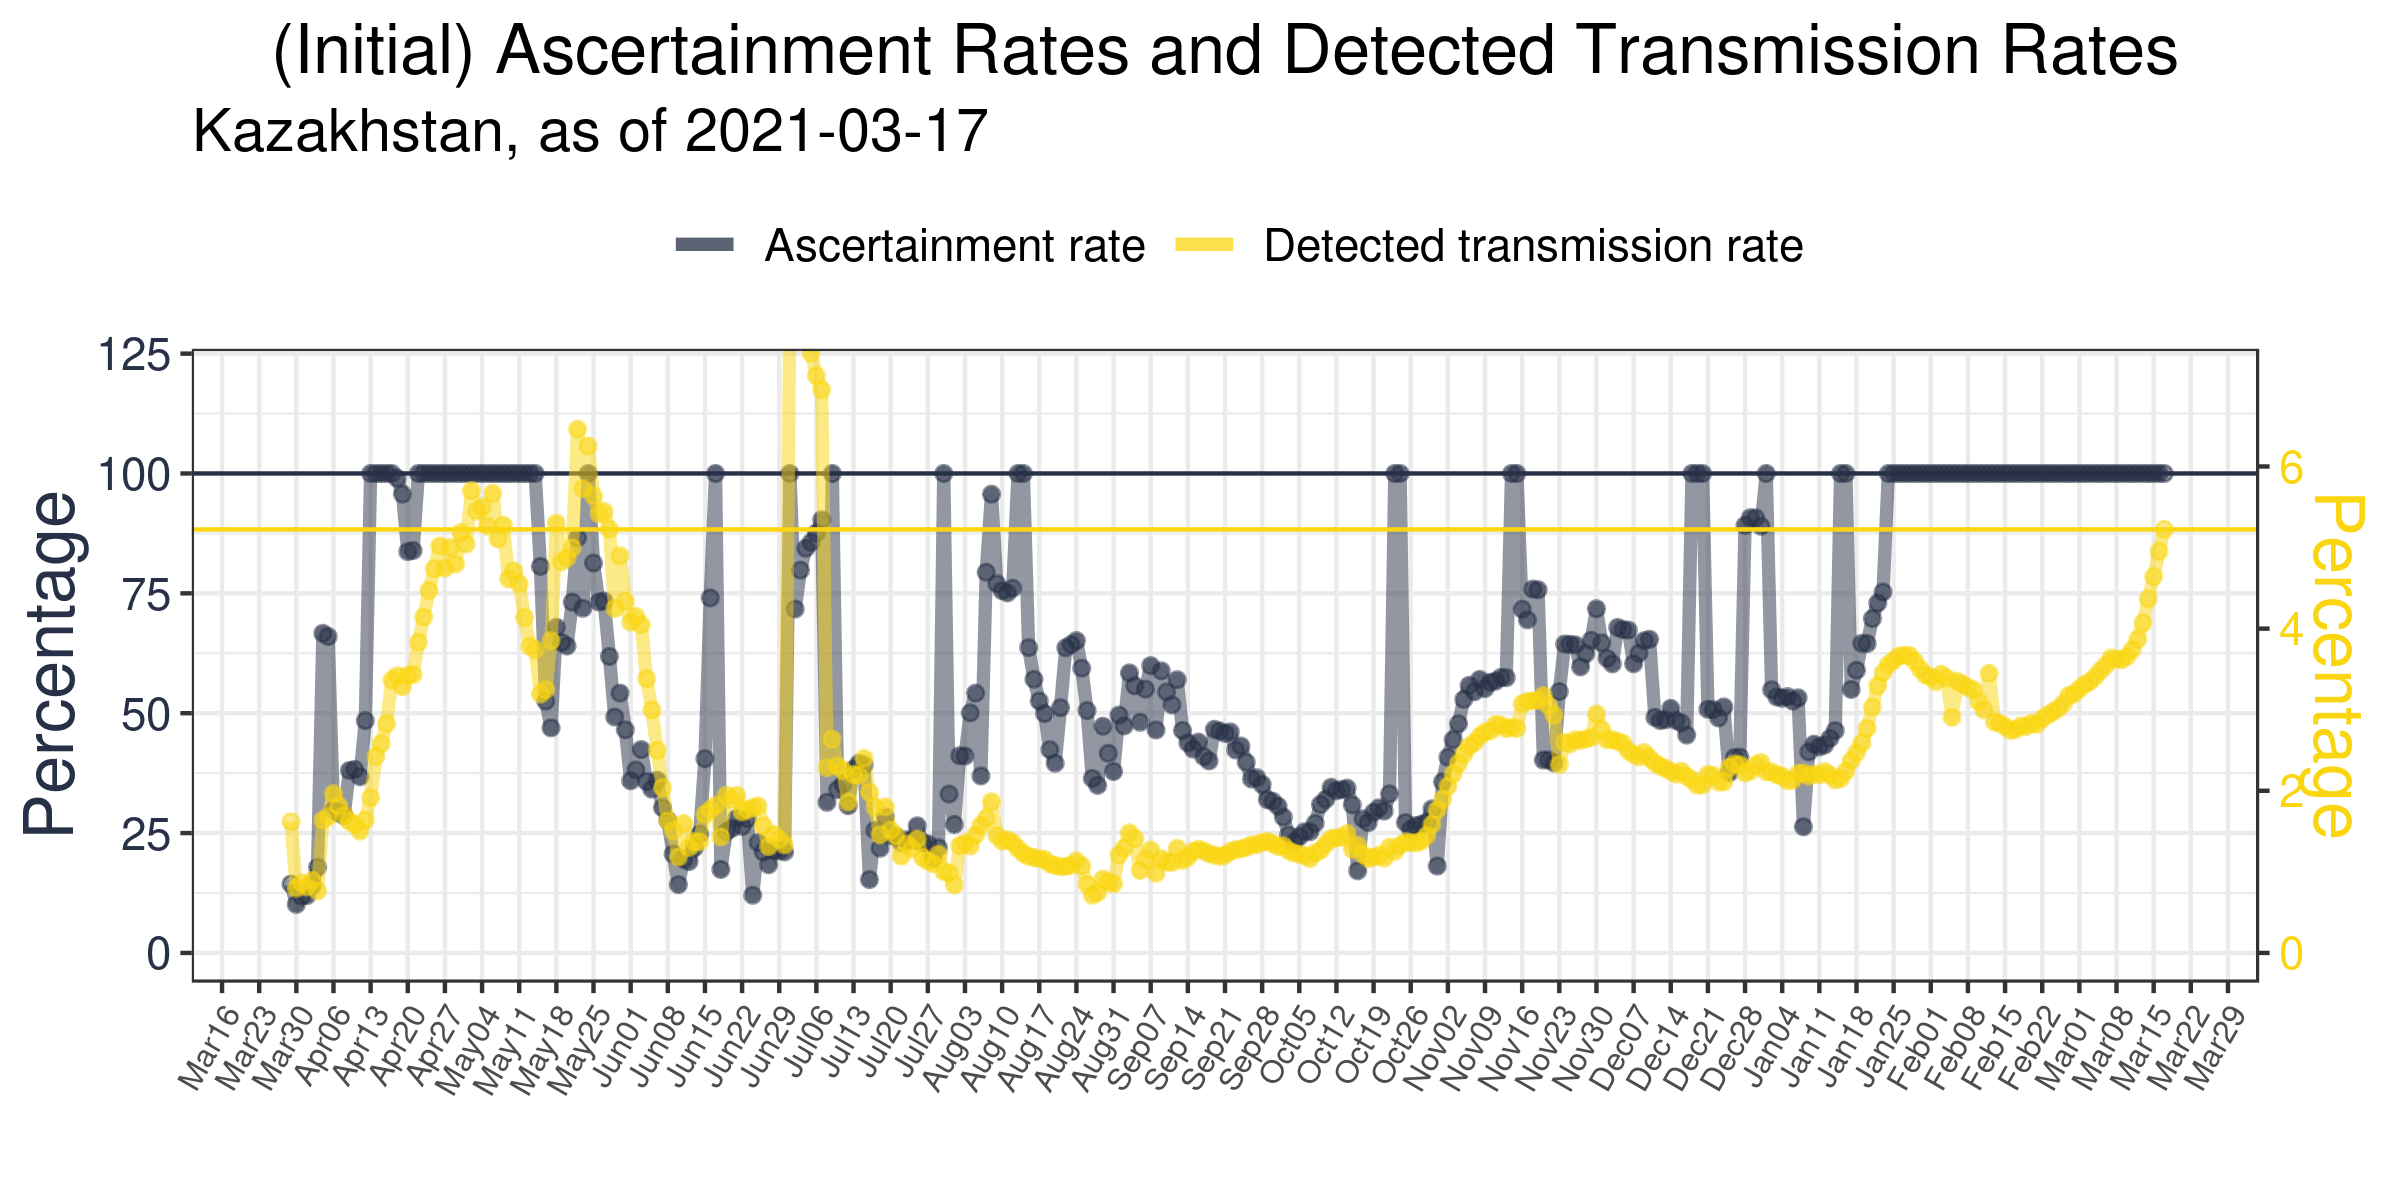 (Initial) Ascertainment Rates and Detected Transmission Rates
Kazakhstan, as of 2021-03-17
Ascertainment rate
Detected transmission rate
125
100
75
50
25
0
Percentage
6
4
2
0
Percentage
Mar16
Mar23
Mar30
Apr06
Apr13
Apr20
Apr27
May04
May11
May18
May25
Jun01
Jun08
Jun15
Jun22
Jun29
Jul06
Jul13
Jul20
Jul27
Aug03
Aug10
Aug17
Aug24
Aug31
Sep07
Sep14
Sep21
Sep28
Oct05
Oct12
Oct19
Oct26
Nov02
Nov09
Nov16
Nov23
Nov30
Dec07
Dec14
Dec21
Dec28
Jan04
Jan11
Jan18
Jan25
Feb01
Feb08
Feb15
Feb22
Mar01
Mar08
Mar15
Mar22
Mar29